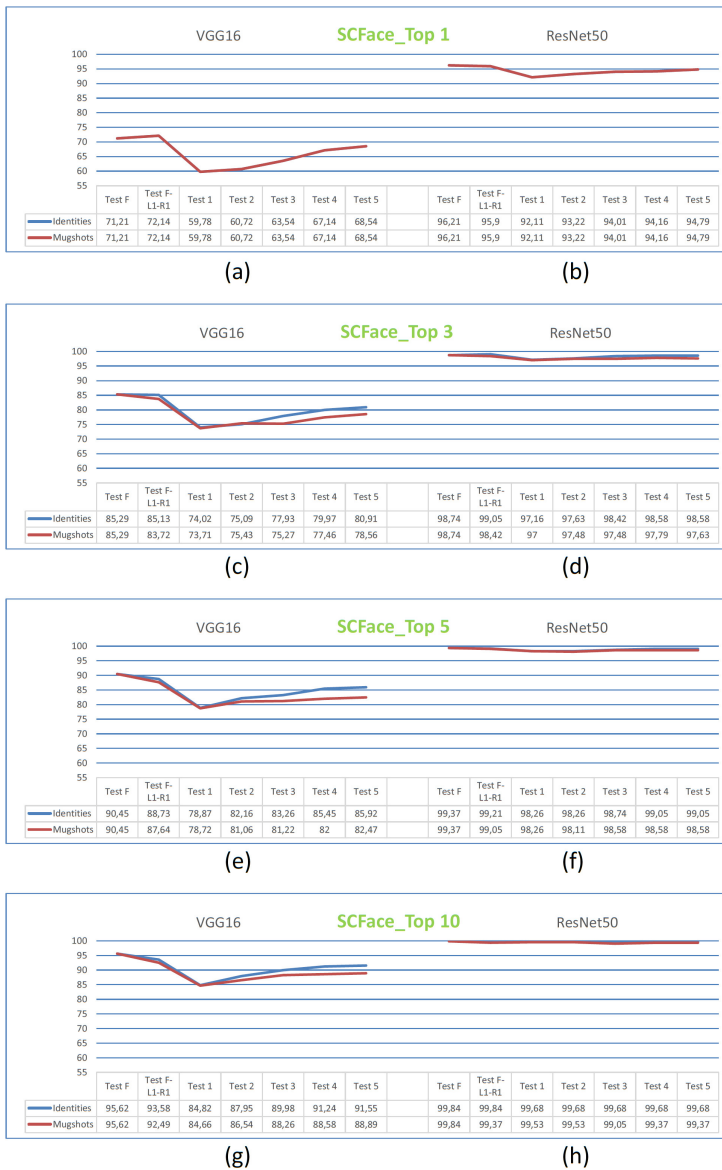 VGG16 SCFace_Top 1 ResNet50
100
95
90
85
80
75
70
65
60
55
Test F Test F-L1-R1 Test 1 Test 2 Test 3 Test 4 Test 5 Test F Test F-L1-R1 Test 1 Test 2 Test 3 Test 4 Test 5
Identities 71,21 72,14 59,78 60,72 63,54 67,14 68,54 96,21 95,9 92,11 93,22 94,01 94,16 94,79
Mugshots 71,21 72,14 59,78 60,72 63,54 67,14 68,54 96,21 95,9 92,11 93,22 94,01 94,16 94,79
(a) (b)
VGG16 SCFace_Top 3 ResNet50
100
95
90
85
80
75
70
65
60
55
Test F Test F-L1-R1 Test 1 Test 2 Test 3 Test 4 Test 5 Test F Test F-L1-R1 Test 1 Test 2 Test 3 Test 4 Test 5
Identities 85,29 85,13 74,02 75,09 77,93 79,97 80,91 98,74 99,05 97,16 97,63 98,42 98,58 98,58
Mugshots 85,29 83,72 73,71 75,43 75,27 77,46 78,56 98,74 98,42 97 97,48 97,48 97,79 97,63
(c) (d)
VGG16 SCFace_Top 5 ResNet50
100
95
90
85
80
75
70
65
60
55
Test F Test F-L1-R1 Test 1 Test 2 Test 3 Test 4 Test 5 Test F Test F-L1-R1 Test 1 Test 2 Test 3 Test 4 Test 5
Identities 90,45 88,73 78,87 82,16 83,26 85,45 85,92 99,37 99,21 98,26 98,26 98,74 99,05 99,05
Mugshots 90,45 87,64 78,72 81,06 81,22 82 82,47 99,37 99,05 98,26 98,11 98,58 98,58 98,58
(e) (f)
VGG16 SCFace_Top 10 ResNet50
100
95
90
85
80
75
70
65
60
55
Test F Test F-L1-R1 Test 1 Test 2 Test 3 Test 4 Test 5 Test F Test F-L1-R1 Test 1 Test 2 Test 3 Test 4 Test 5
Identities 95,62 93,58 84,82 87,95 89,98 91,24 91,55 99,84 99,84 99,68 99,68 99,68 99,68 99,68
Mugshots 95,62 92,49 84,66 86,54 88,26 88,58 88,89 99,84 99,37 99,53 99,53 99,05 99,37 99,37
(g) (h)